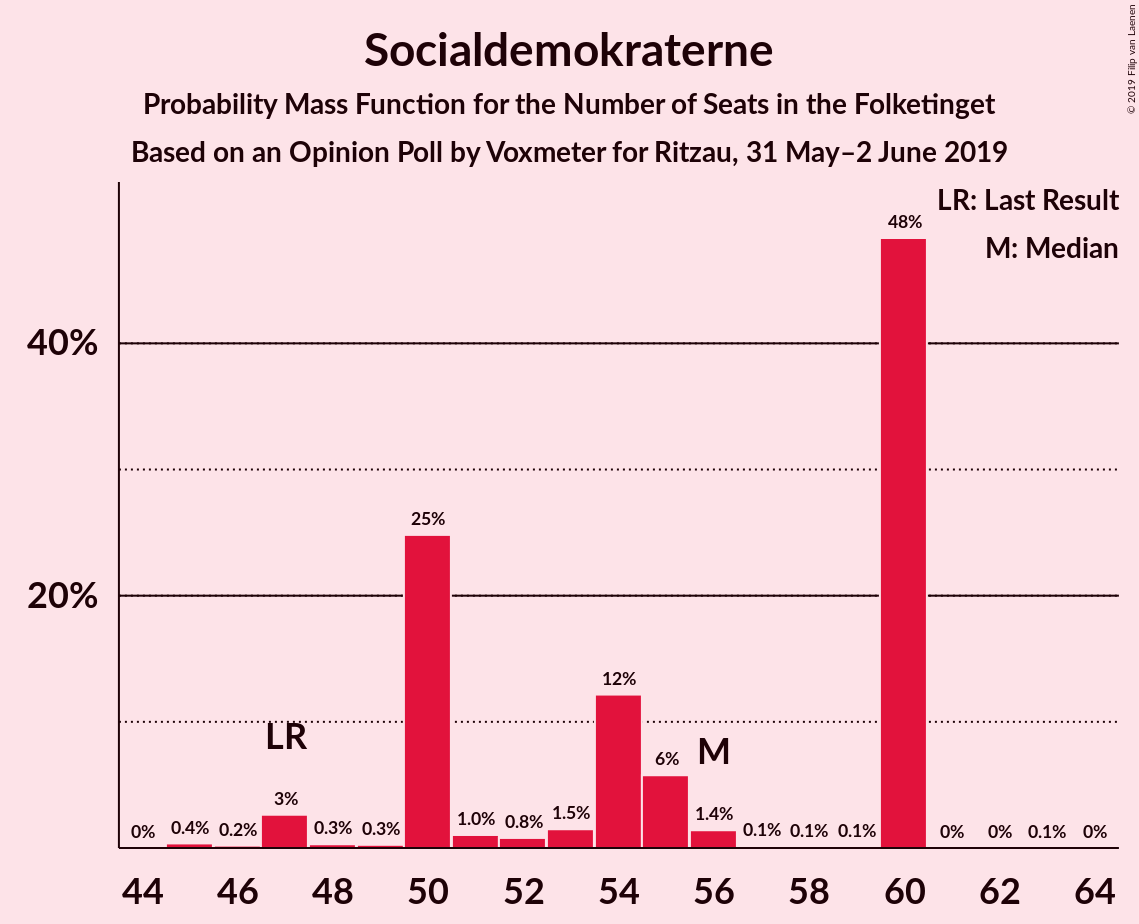 Socialdemokraterne
Probability Mass Function for the Number of Seats in the Folketinget
Based on an Opinion Poll by Voxmeter for Ritzau, 31 May–2 June 2019
© 2019 Filip van Laenen
LR: Last Result
M: Median
40%
20%
0%
0.4%
0.2%
3%
LR
0.3%
0.3%
25%
1.0%
0.8%
1.5%
12%
6%
1.4%
M
0.1%
0.1%
0.1%
48%
0%
0%
0.1%
0%
44 46 48 50 52 54 56 58 60 62 64